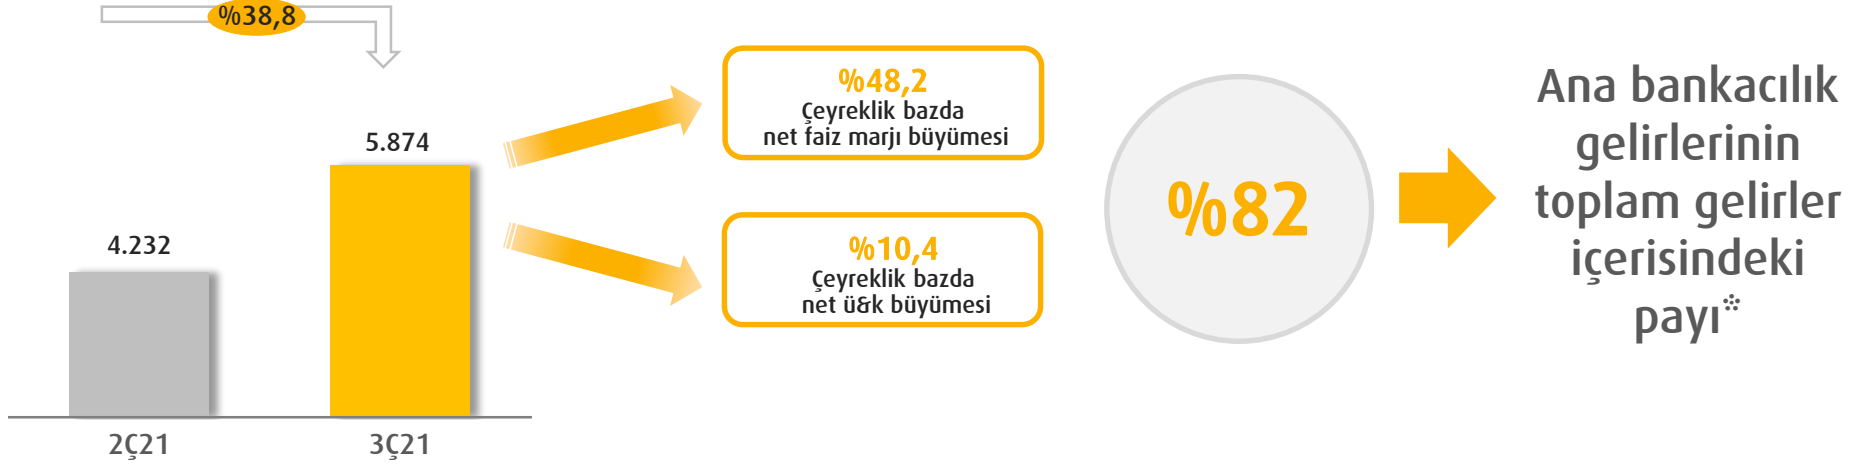 %38,8
5.874
4.232
2Ç21
3Ç21
%48,2
Çeyreklik bazda
net faiz marjı büyümesi
%10,4
Çeyreklik bazda
net ü&k büyümesi
%82
Ana bankacılık
gelirlerinin
toplam gelirler
içerisindeki
payı*